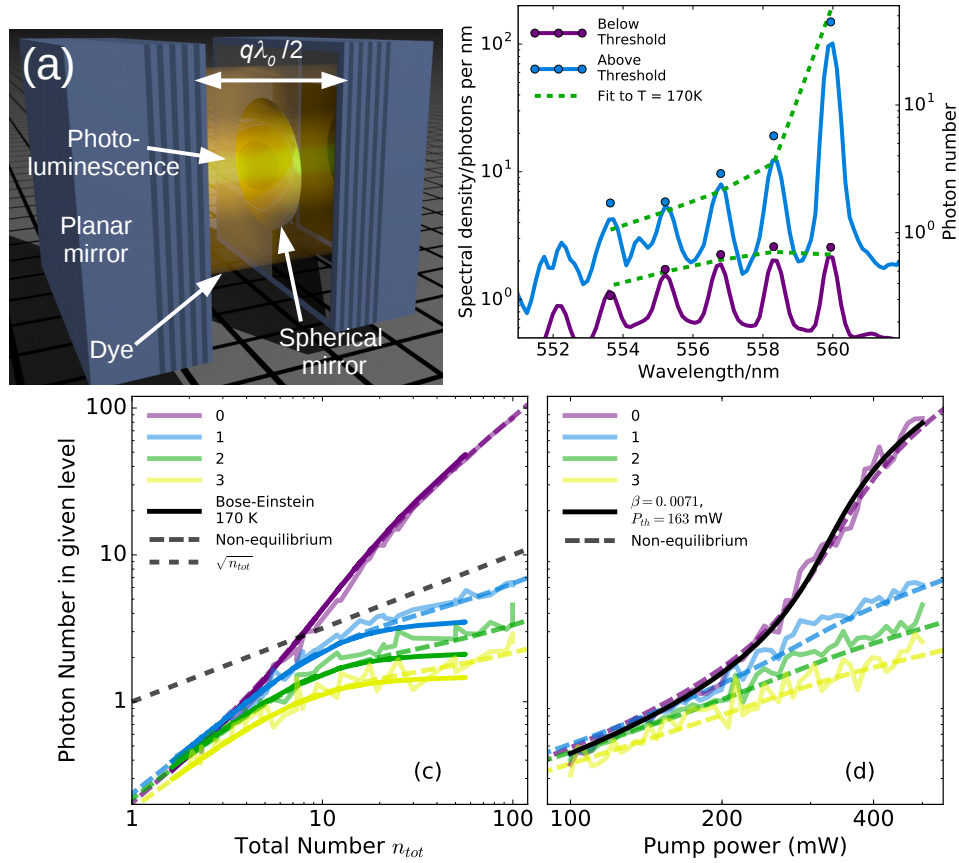 (a)
qλ₀/2
Photo-
luminescence
Planar
mirror
Dye
Spherical
mirror
Below
Threshold
Above
Threshold
Fit to T = 170K
Spectral density/photons per nm
10²
10¹
10⁰
Photon number
10¹
10⁰
552
554
556
558
560
Wavelength/nm
Photon Number in given level
100
10
1
0
1
2
3
Bose-Einstein
170 K
Non-equilibrium
√n_tot
(c)
1
10
100
Total Number n_tot
0
1
2
3
β = 0.0071,
P_th = 163 mW
Non-equilibrium
(d)
100
200
400
Pump power (mW)